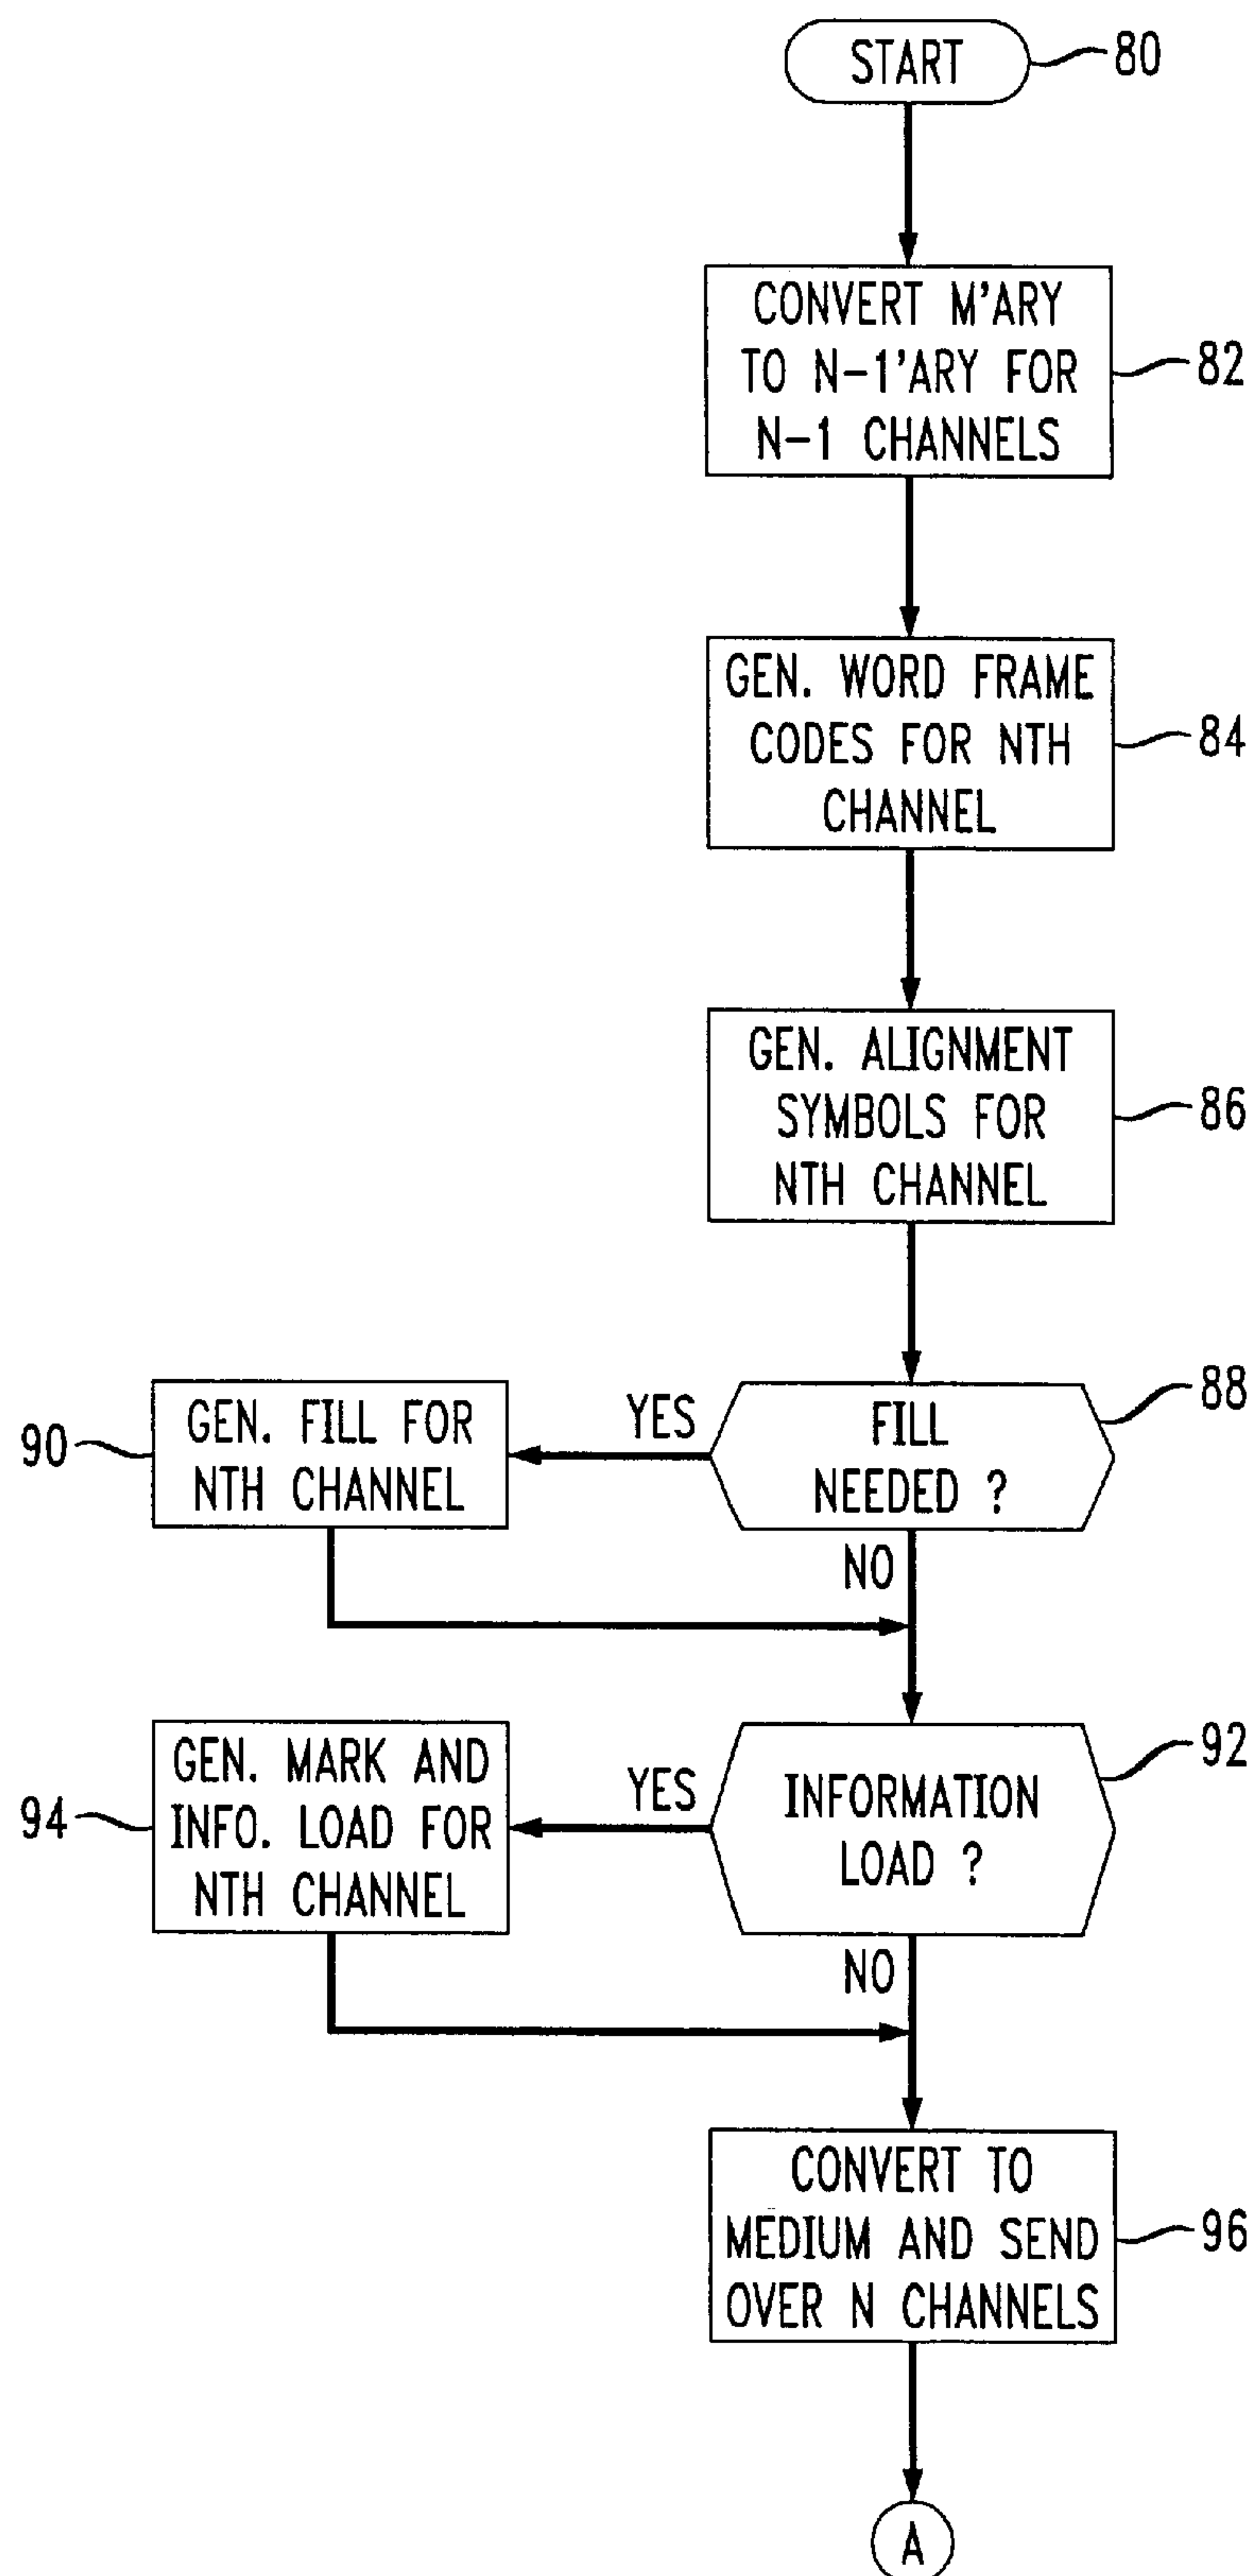 START
80
CONVERT M'ARY
TO N-1'ARY FOR
N-1 CHANNELS
82
GEN. WORD FRAME
CODES FOR NTH
CHANNEL
84
GEN. ALIGNMENT
SYMBOLS FOR
NTH CHANNEL
86
FILL
NEEDED ?
88
YES
GEN. FILL FOR
NTH CHANNEL
90
NO
INFORMATION
LOAD ?
92
YES
GEN. MARK AND
INFO. LOAD FOR
NTH CHANNEL
94
NO
CONVERT TO
MEDIUM AND SEND
OVER N CHANNELS
96
A